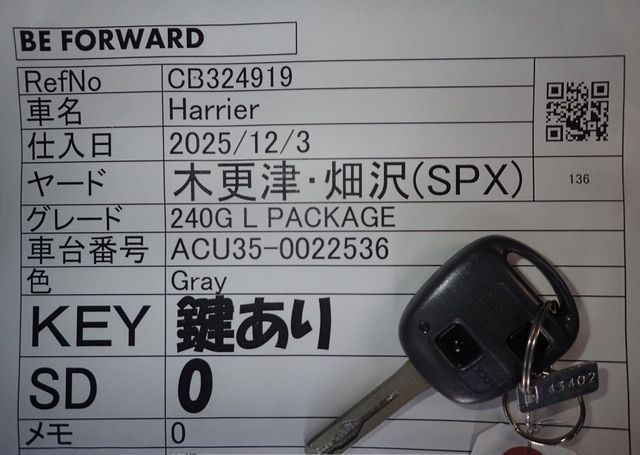 BE FORWARD
RefNo CB324919
車名 Harrier
仕入日 2025/12/3
ヤード 木更津・畑沢(SPX) 136
グレード 240G L PACKAGE
車台番号 ACU35-0022536
色 Gray
KEY 鍵あり
SD 0
メモ 0
43402